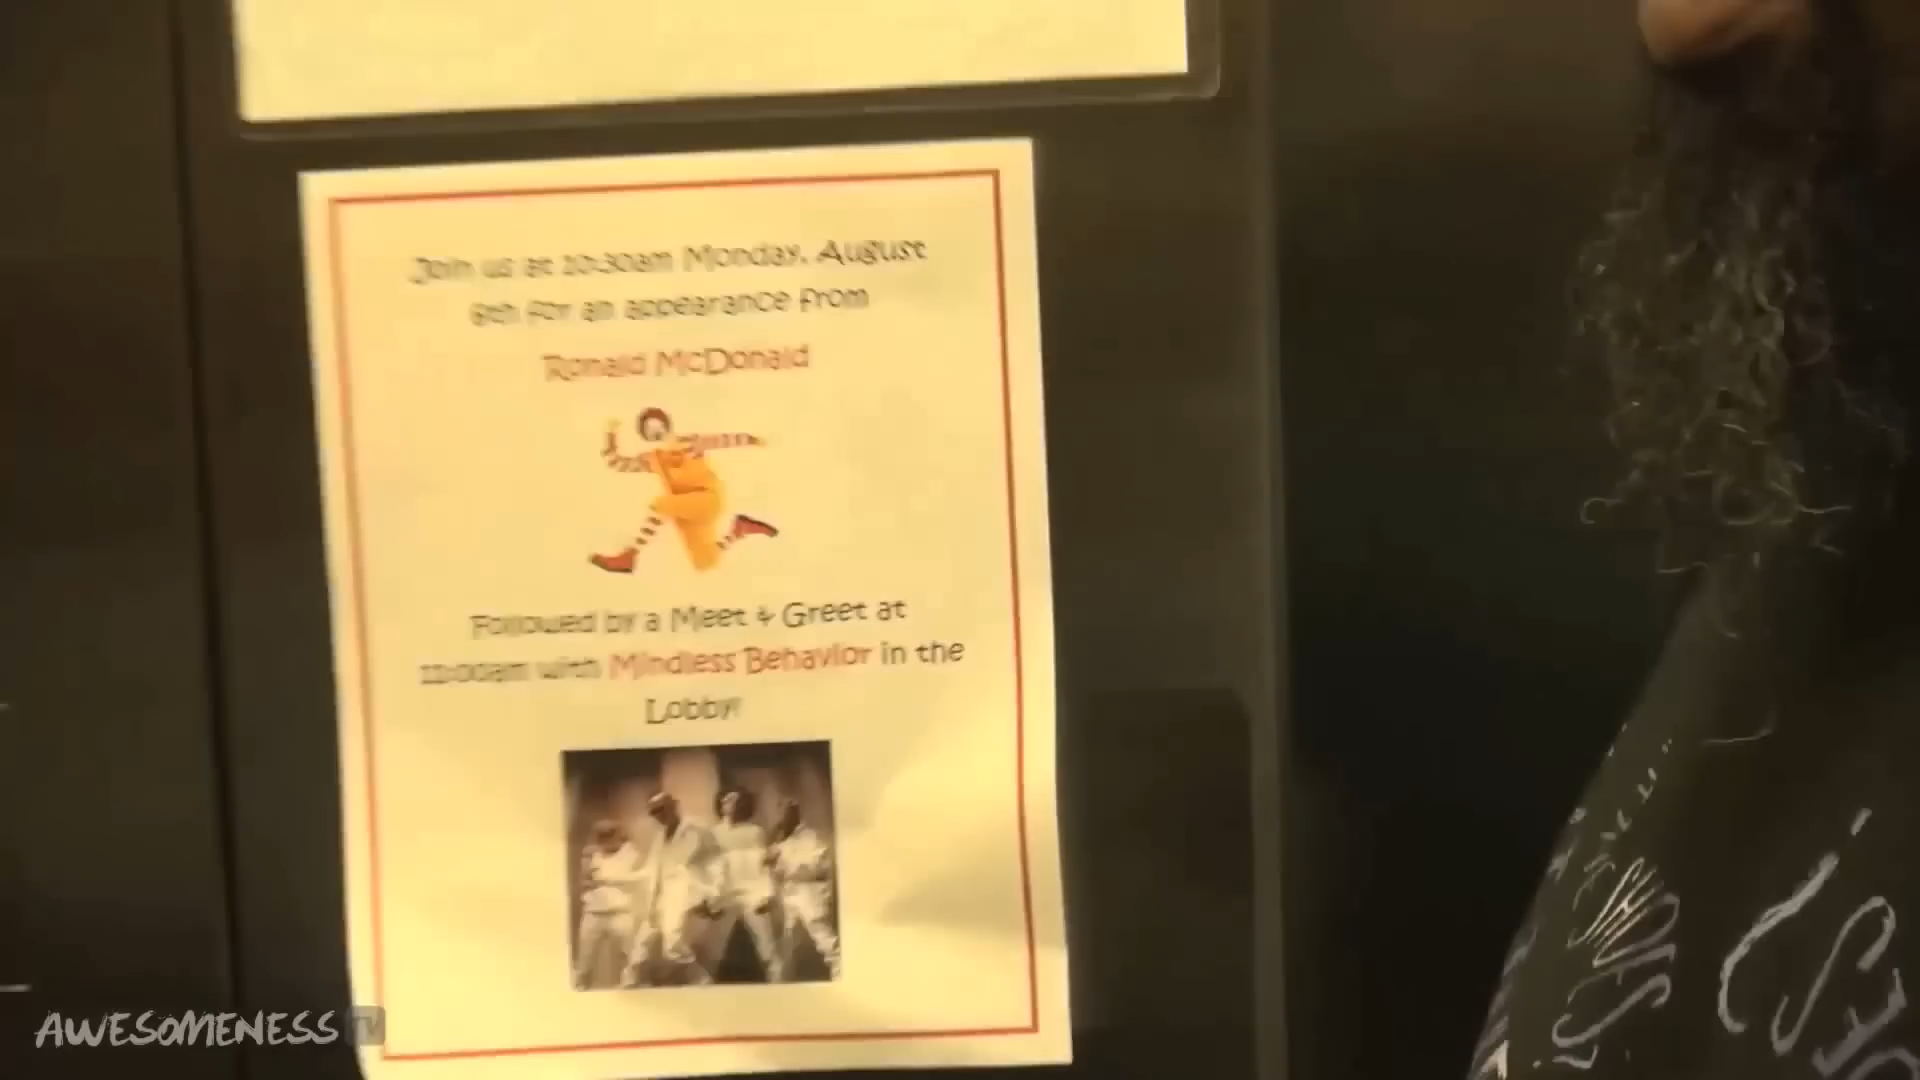 Join us at 10:30am Monday, August
6th for an appearance from
Ronald McDonald
Followed by a Meet & Greet at
11:00am with Mindless Behavior in the
Lobby!
AWESOMENESS TV